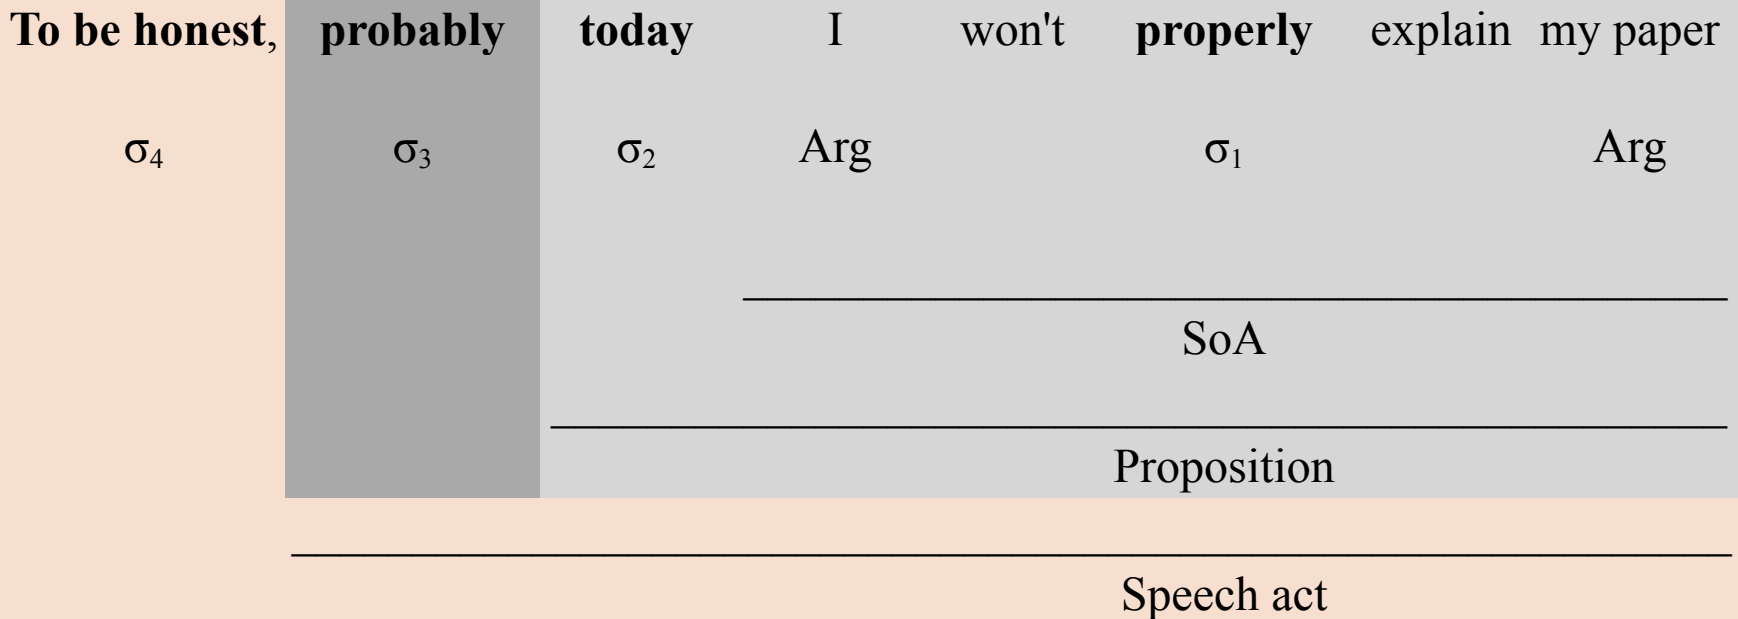 To be honest, probably today I won't properly explain my paper
σ4 σ3 σ2 Arg σ1 Arg
SoA
Proposition
Speech act